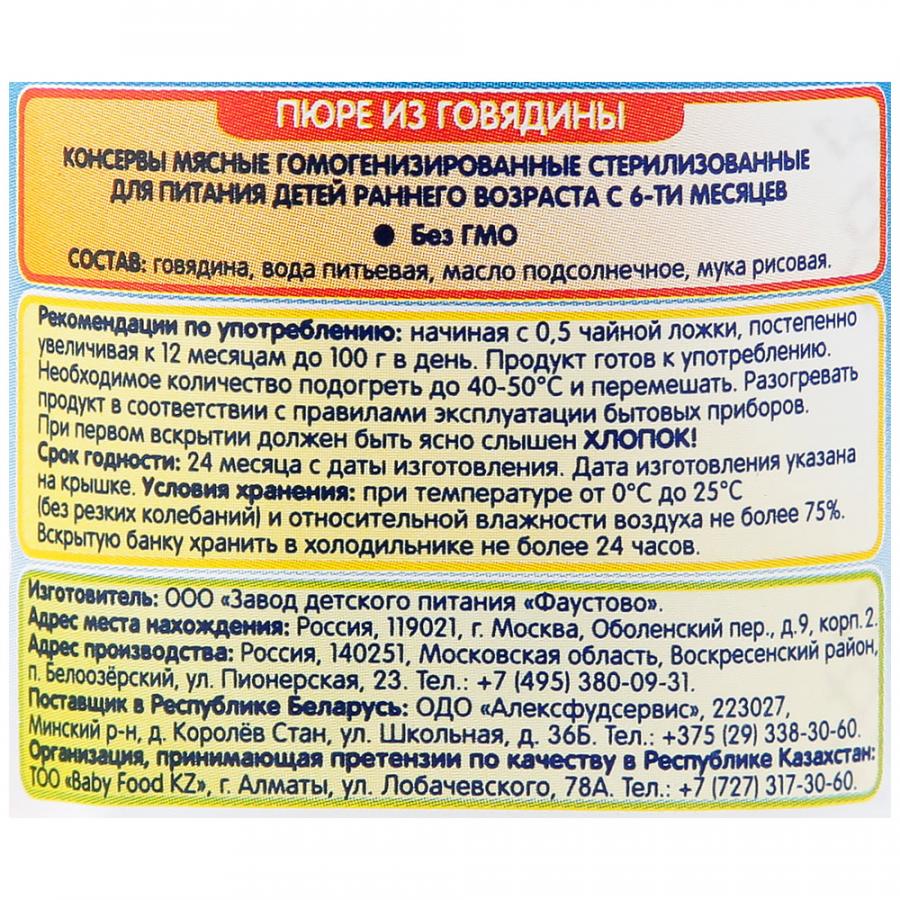 ПЮРЕ ИЗ ГОВЯДИНЫ
КОНСЕРВЫ МЯСНЫЕ ГОМОГЕНИЗИРОВАННЫЕ СТЕРИЛИЗОВАННЫЕ
ДЛЯ ПИТАНИЯ ДЕТЕЙ РАННЕГО ВОЗРАСТА С 6-ТИ МЕСЯЦЕВ
● Без ГМО
СОСТАВ: говядина, вода питьевая, масло подсолнечное, мука рисовая.
Рекомендации по употреблению: начиная с 0,5 чайной ложки, постепенно
увеличивая к 12 месяцам до 100 г в день. Продукт готов к употреблению.
Необходимое количество подогреть до 40-50°С и перемешать. Разогревать
продукт в соответствии с правилами эксплуатации бытовых приборов.
При первом вскрытии должен быть ясно слышен ХЛОПОК!
Срок годности: 24 месяца с даты изготовления. Дата изготовления указана
на крышке. Условия хранения: при температуре от 0°С до 25°С
(без резких колебаний) и относительной влажности воздуха не более 75%.
Вскрытую банку хранить в холодильнике не более 24 часов.
Изготовитель: ООО «Завод детского питания «Фаустово».
Адрес места нахождения: Россия, 119021, г. Москва, Оболенский пер., д.9, корп.2.
Адрес производства: Россия, 140251, Московская область, Воскресенский район,
п. Белоозёрский, ул. Пионерская, 23. Тел.: +7 (495) 380-09-31.
Поставщик в Республике Беларусь: ОДО «Алексфудсервис», 223027,
Минский р-н, д. Королёв Стан, ул. Школьная, д. 36Б. Тел.: +375 (29) 338-30-60.
Организация, принимающая претензии по качеству в Республике Казахстан:
ТОО «Baby Food KZ», г. Алматы, ул. Лобачевского, 78А. Тел.: +7 (727) 317-30-60.